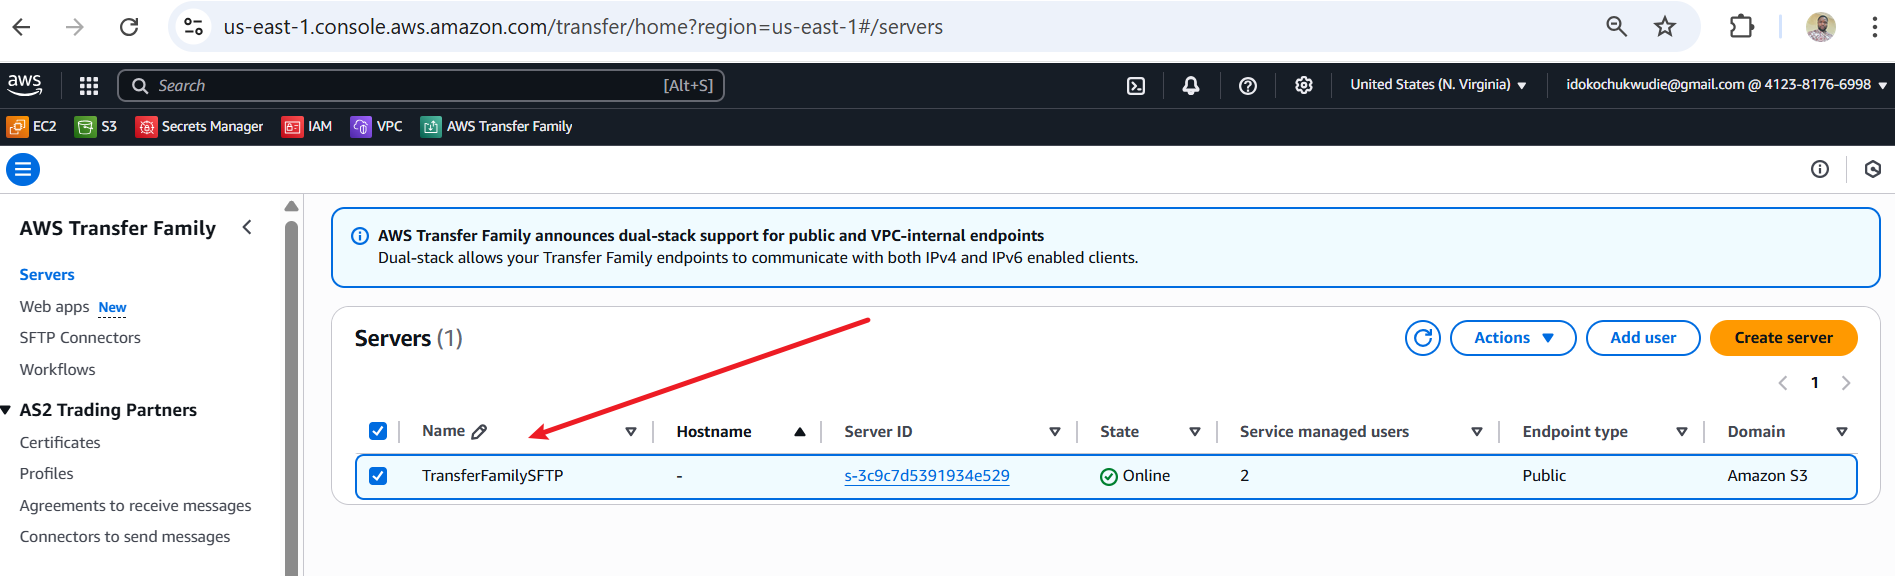 us-east-1.console.aws.amazon.com/transfer/home?region=us-east-1#/servers
aws Search [Alt+S] United States (N. Virginia) ▼ idokochukwudie@gmail.com @ 4123-8176-6998 ▼
EC2 S3 Secrets Manager IAM VPC AWS Transfer Family
AWS Transfer Family
Servers
Web apps New
SFTP Connectors
Workflows
AS2 Trading Partners
Certificates
Profiles
Agreements to receive messages
Connectors to send messages
AWS Transfer Family announces dual-stack support for public and VPC-internal endpoints
Dual-stack allows your Transfer Family endpoints to communicate with both IPv4 and IPv6 enabled clients.
Servers (1) Actions ▼ Add user Create server
1
Name Hostname Server ID State Service managed users Endpoint type Domain
TransferFamilySFTP - s-3c9c7d5391934e529 Online 2 Public Amazon S3